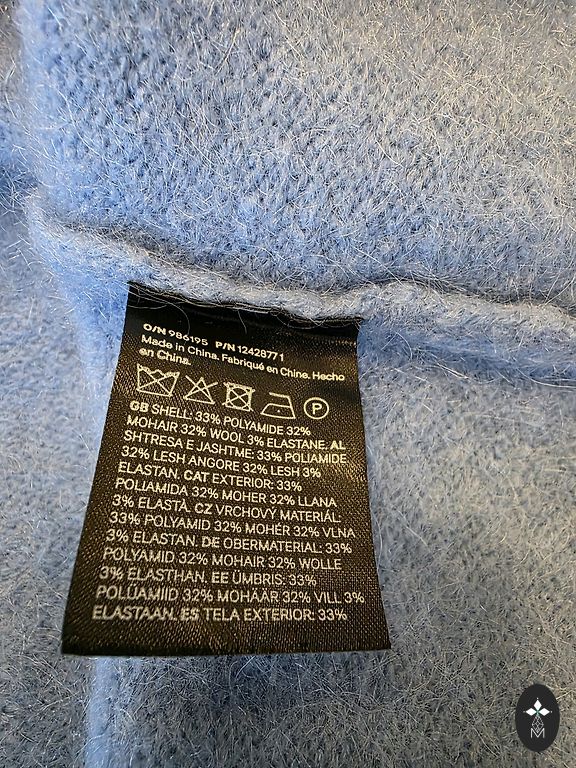 O/N 986195 P/N 12428771
Made in China. Fabriqué en Chine. Hecho
en China.
P
GB SHELL: 33% POLYAMIDE 32%
MOHAIR 32% WOOL 3% ELASTANE. AL
SHTRESA E JASHTME: 33% POLIAMIDE
32% LESH ANGORE 32% LESH 3%
ELASTAN. CAT EXTERIOR: 33%
POLIAMIDA 32% MOHER 32% LLANA
3% ELASTÀ. CZ VRCHOVÝ MATERIÁL:
33% POLYAMID 32% MOHÉR 32% VLNA
3% ELASTAN. DE OBERMATERIAL: 33%
POLYAMID 32% MOHAIR 32% WOLLE
3% ELASTHAN. EE ÜMBRIS: 33%
POLÜAMIID 32% MOHÄÄR 32% VILL 3%
ELASTAAN. ES TELA EXTERIOR: 33%
M